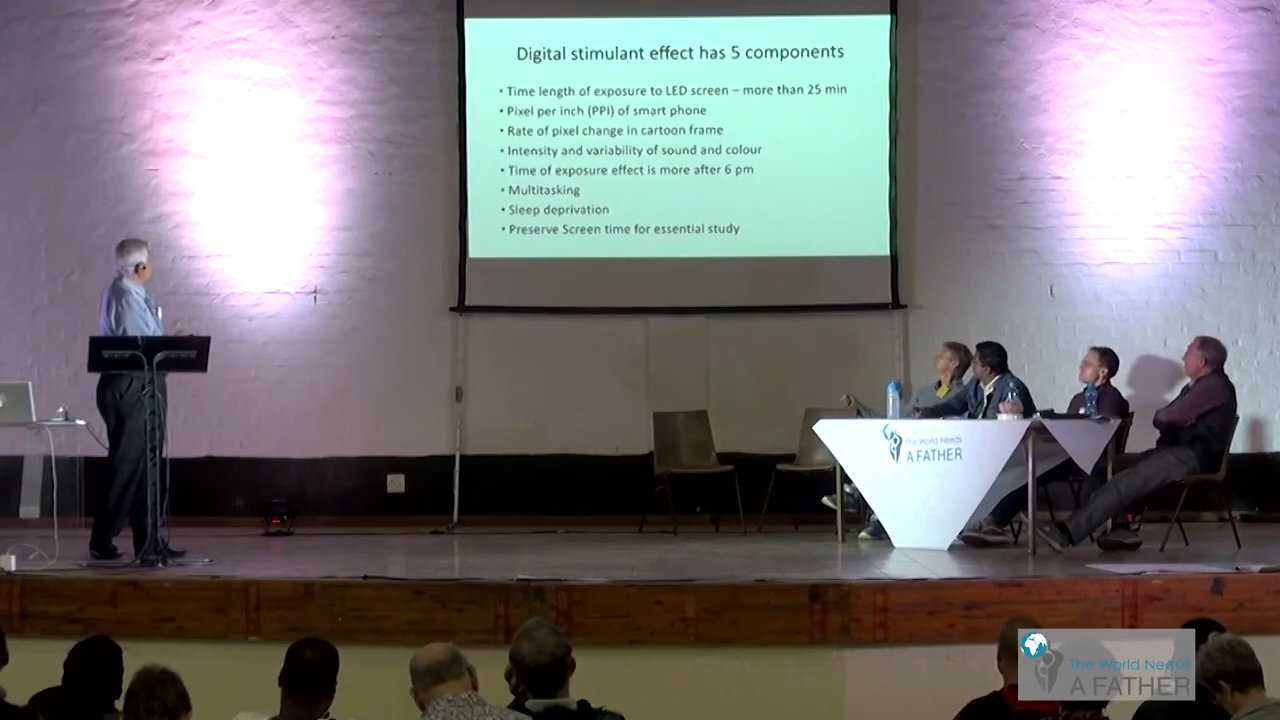 Digital stimulant effect has 5 components
• Time length of exposure to LED screen – more than 25 min
• Pixel per inch (PPI) of smart phone
• Rate of pixel change in cartoon frame
• Intensity and variability of sound and colour
• Time of exposure effect is more after 6 pm
• Multitasking
• Sleep deprivation
• Preserve Screen time for essential study
The World Needs
A FATHER
The World Needs
A FATHER